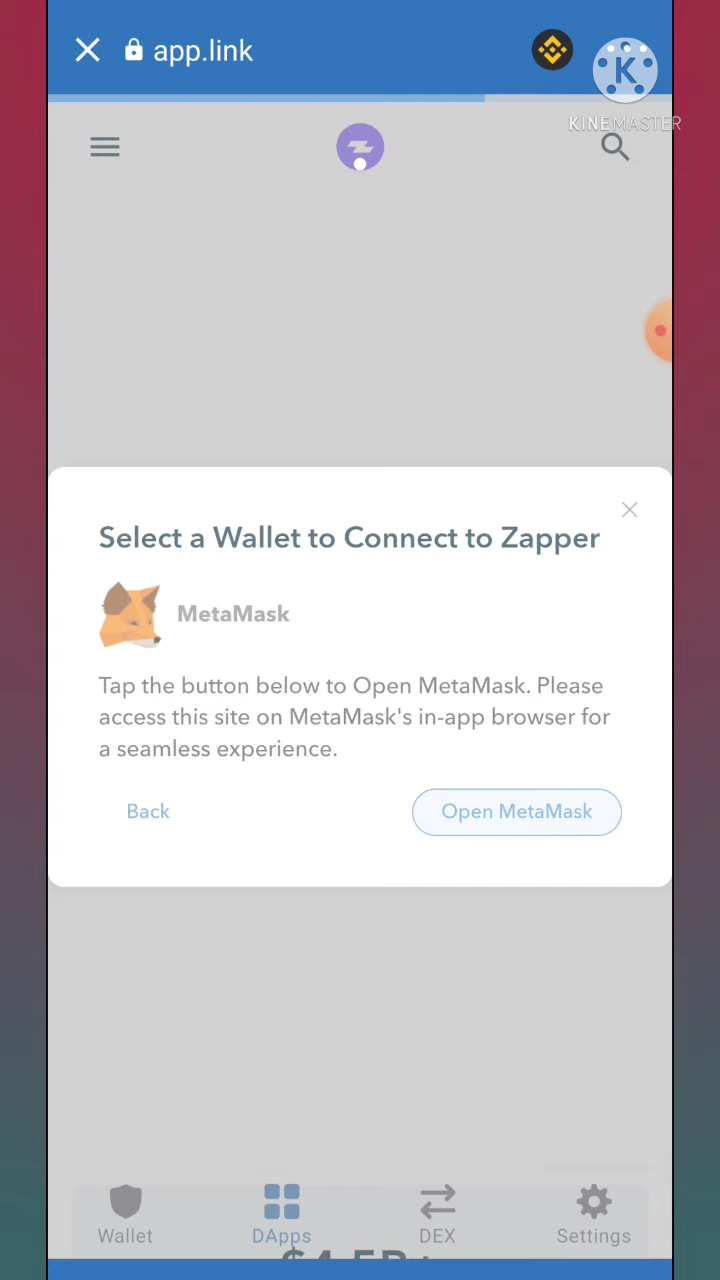 app.link
K
KINEMASTER
Select a Wallet to Connect to Zapper
MetaMask
Tap the button below to Open MetaMask. Please
access this site on MetaMask's in-app browser for
a seamless experience.
Back
Open MetaMask
Wallet
DApps
DEX
Settings